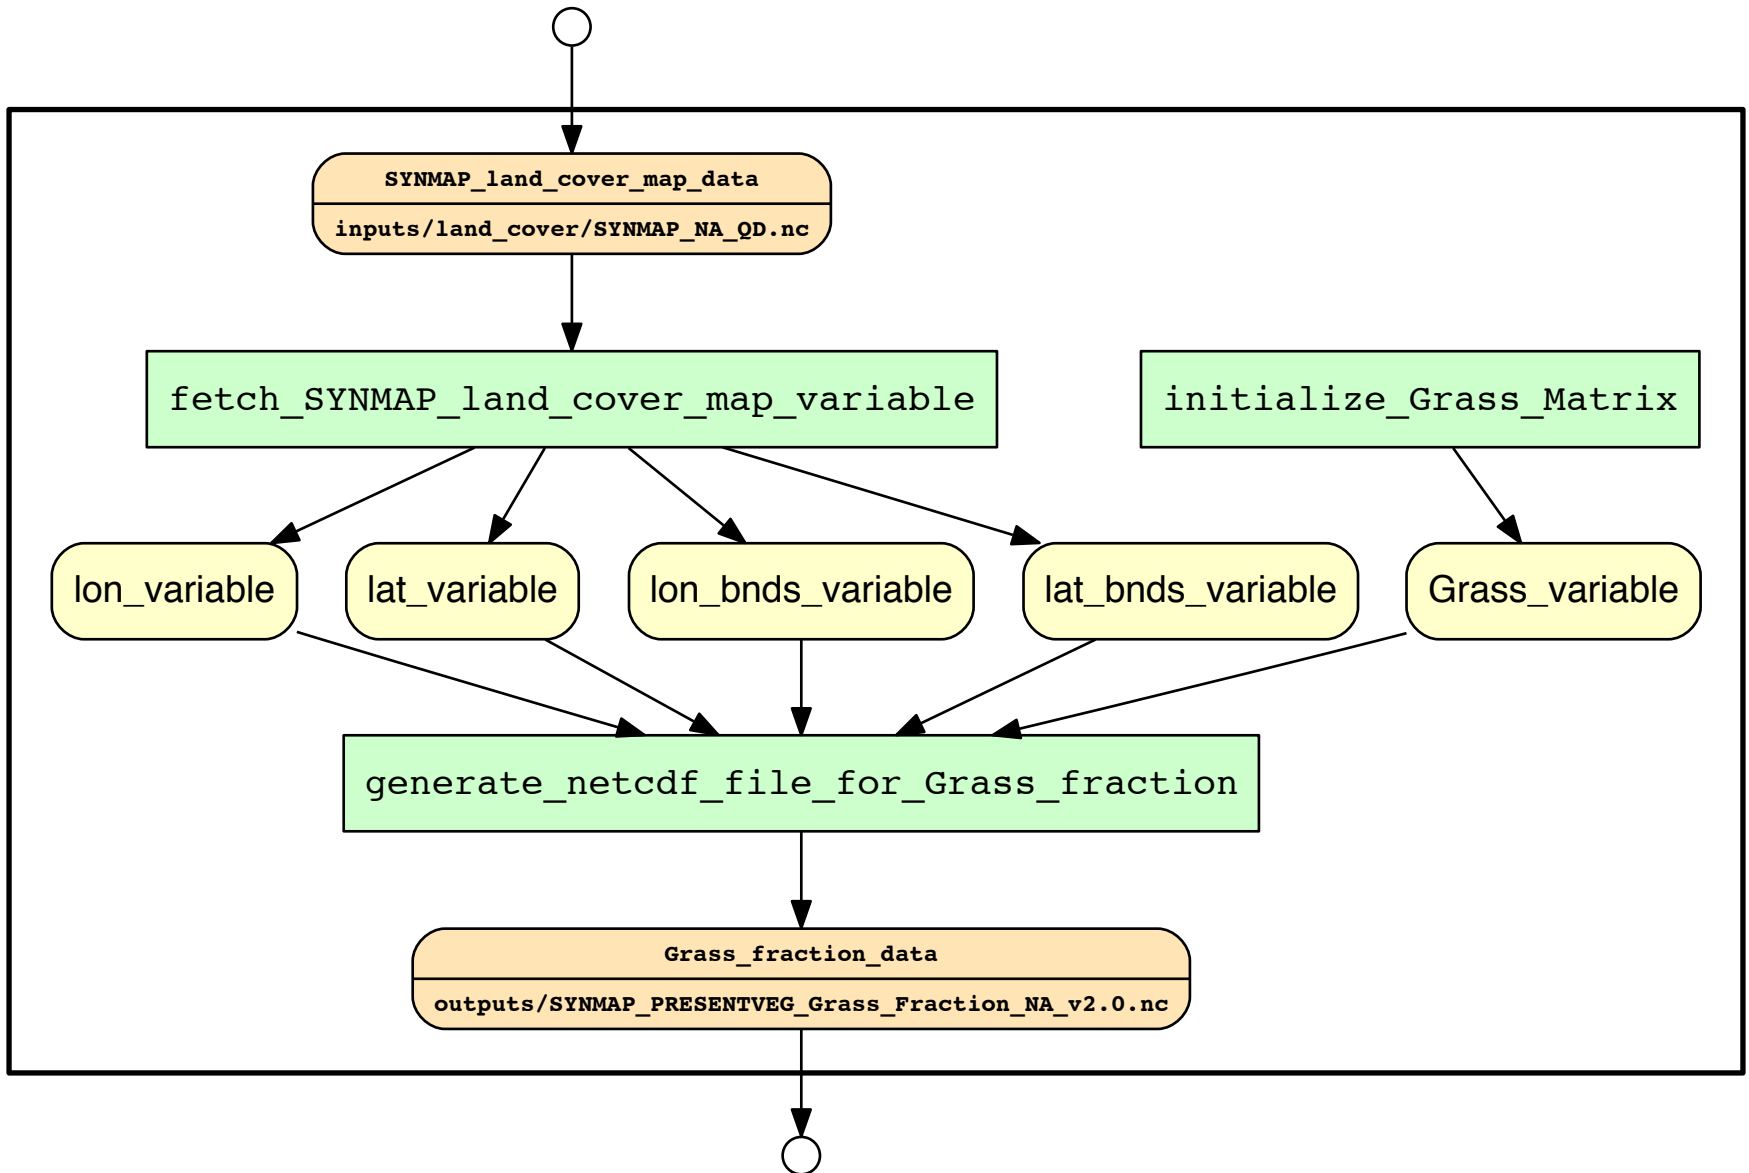 SYNMAP_land_cover_map_data
inputs/land_cover/SYNMAP_NA_QD.nc
fetch_SYNMAP_land_cover_map_variable
initialize_Grass_Matrix
lon_variable
lat_variable
lon_bnds_variable
lat_bnds_variable
Grass_variable
generate_netcdf_file_for_Grass_fraction
Grass_fraction_data
outputs/SYNMAP_PRESENTVEG_Grass_Fraction_NA_v2.0.nc